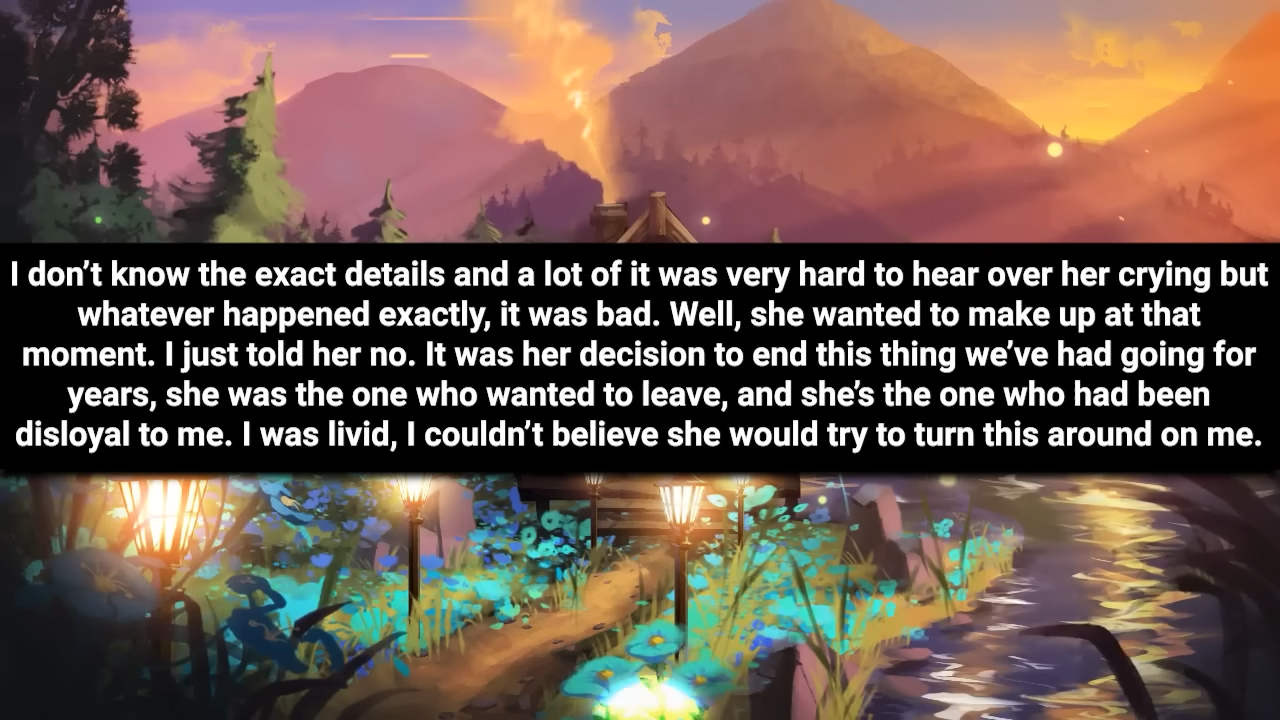 I don’t know the exact details and a lot of it was very hard to hear over her crying but
whatever happened exactly, it was bad. Well, she wanted to make up at that
moment. I just told her no. It was her decision to end this thing we’ve had going for
years, she was the one who wanted to leave, and she’s the one who had been
disloyal to me. I was livid, I couldn’t believe she would try to turn this around on me.